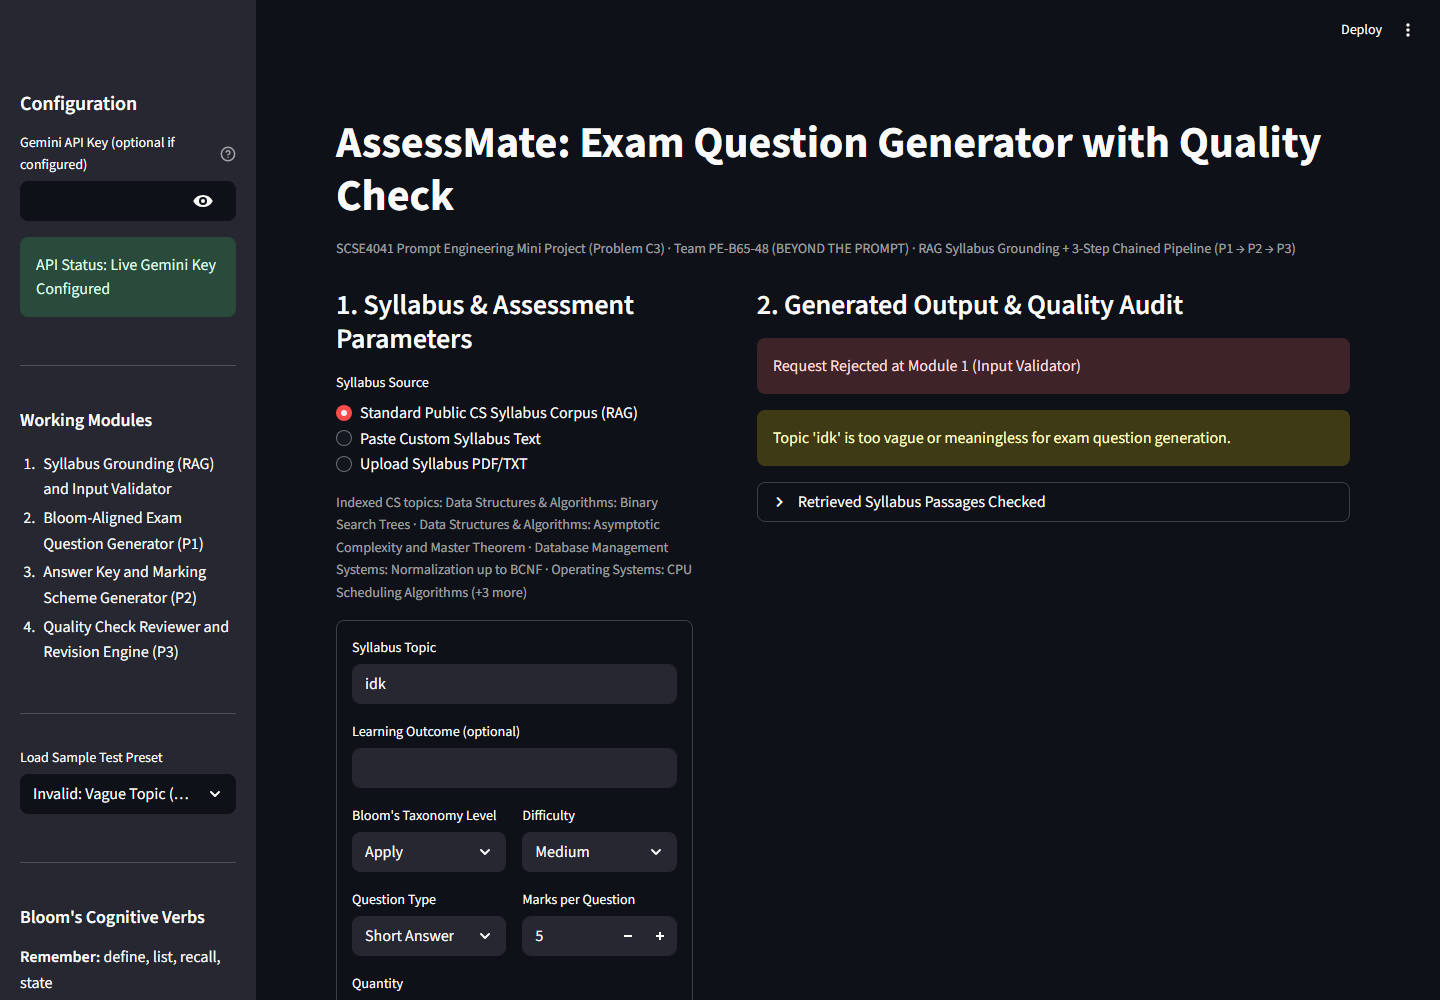 Deploy
Configuration
Gemini API Key (optional if
configured)
API Status: Live Gemini Key
Configured
Working Modules
1. Syllabus Grounding (RAG)
and Input Validator
2. Bloom-Aligned Exam
Question Generator (P1)
3. Answer Key and Marking
Scheme Generator (P2)
4. Quality Check Reviewer and
Revision Engine (P3)
Load Sample Test Preset
Invalid: Vague Topic (...
Bloom's Cognitive Verbs
Remember: define, list, recall,
state
AssessMate: Exam Question Generator with Quality
Check
SCSE4041 Prompt Engineering Mini Project (Problem C3) · Team PE-B65-48 (BEYOND THE PROMPT) · RAG Syllabus Grounding + 3-Step Chained Pipeline (P1 → P2 → P3)
1. Syllabus & Assessment
Parameters
Syllabus Source
Standard Public CS Syllabus Corpus (RAG)
Paste Custom Syllabus Text
Upload Syllabus PDF/TXT
Indexed CS topics: Data Structures & Algorithms: Binary
Search Trees · Data Structures & Algorithms: Asymptotic
Complexity and Master Theorem · Database Management
Systems: Normalization up to BCNF · Operating Systems: CPU
Scheduling Algorithms (+3 more)
Syllabus Topic
idk
Learning Outcome (optional)
Bloom's Taxonomy Level
Difficulty
Apply
Medium
Question Type
Marks per Question
Short Answer
5
Quantity
2. Generated Output & Quality Audit
Request Rejected at Module 1 (Input Validator)
Topic 'idk' is too vague or meaningless for exam question generation.
Retrieved Syllabus Passages Checked